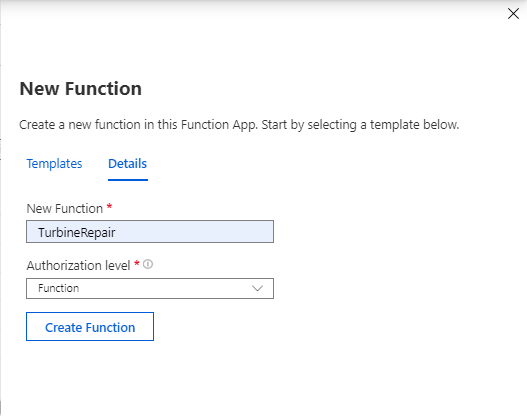 New Function
Create a new function in this Function App. Start by selecting a template below.
Templates Details
New Function *
TurbineRepair
Authorization level *
Function
Create Function